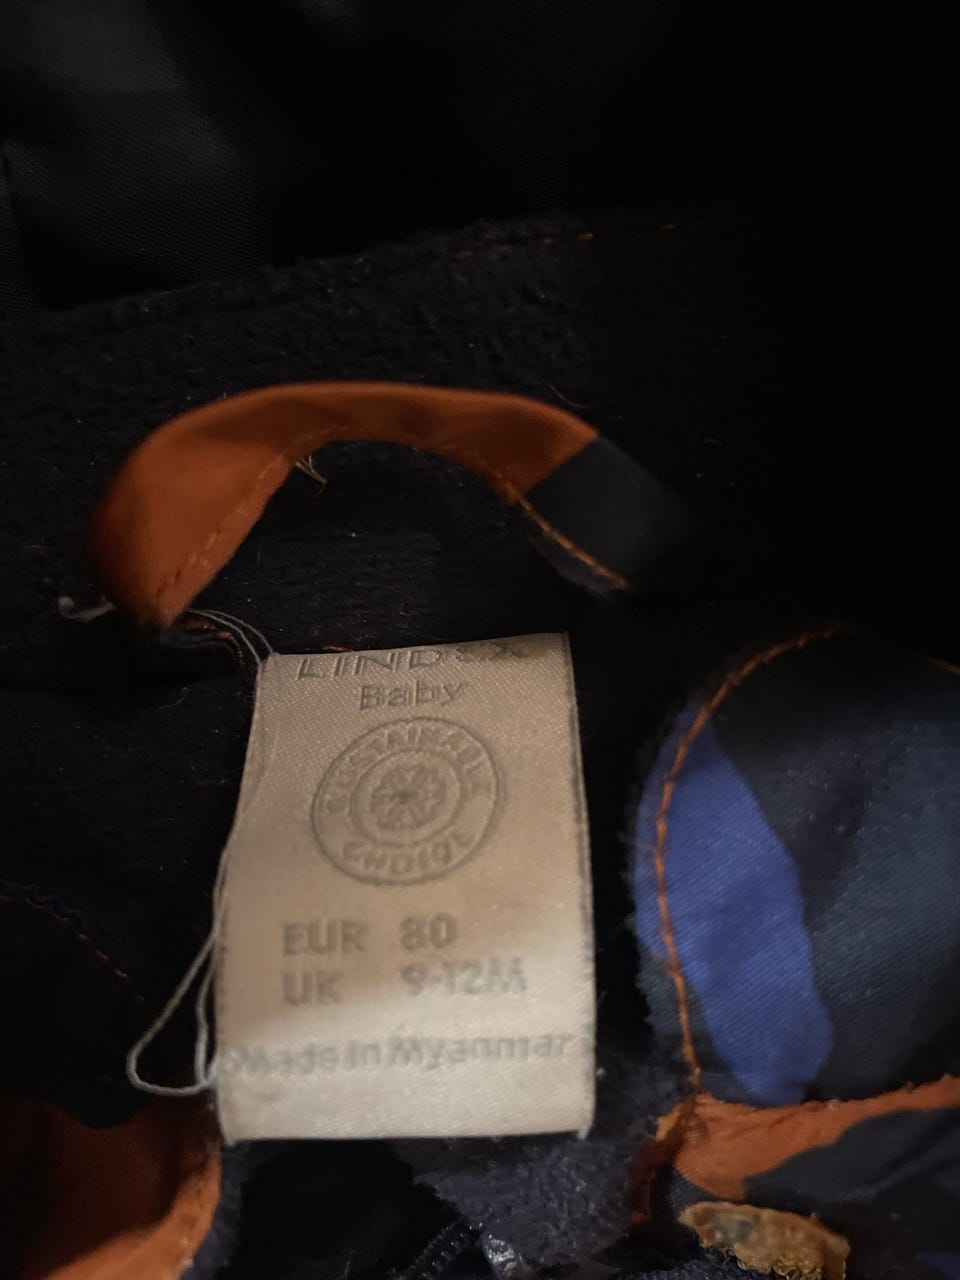 LINDEX
Baby
SUSTAINABLE
CHOICE
EUR 80
UK 9-12M
Made in Myanmar